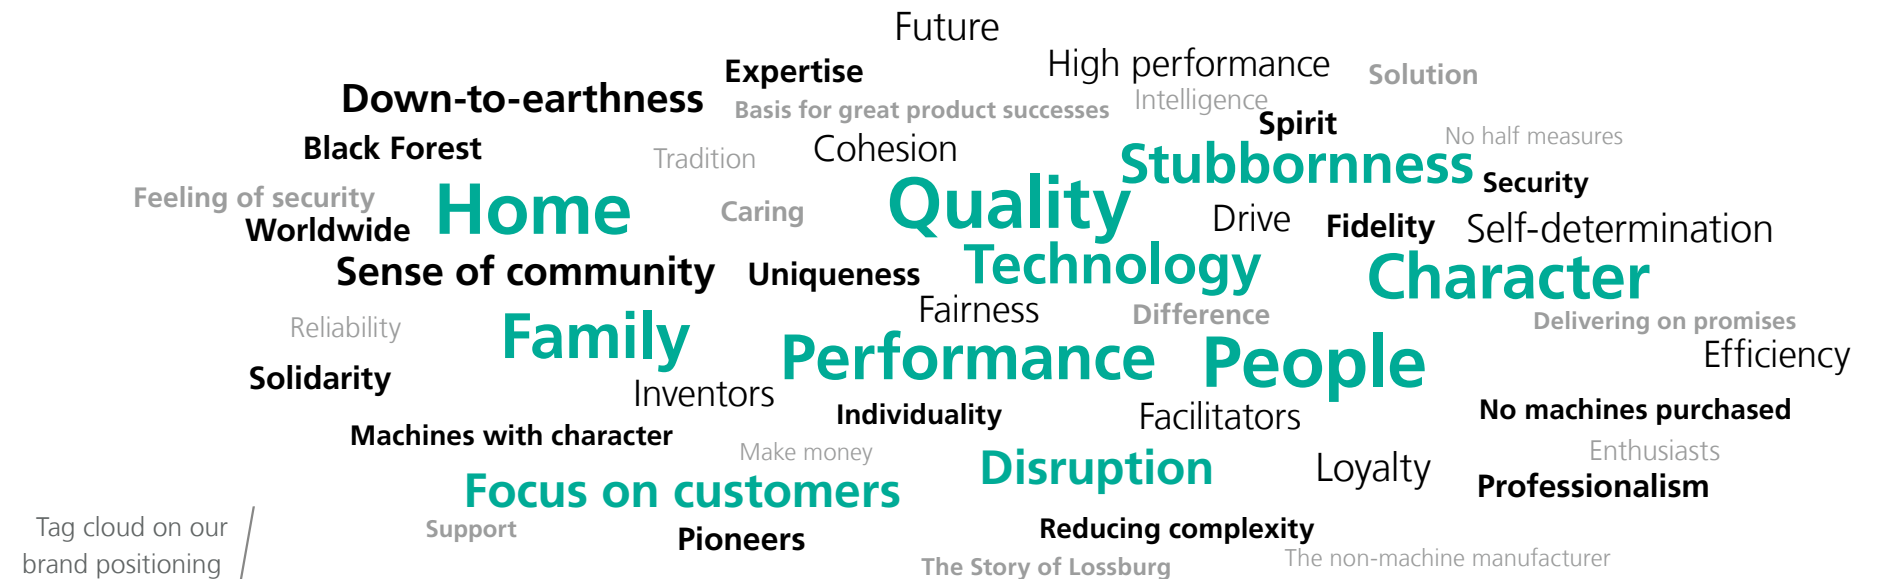 Future
High performance
Expertise
Solution
Down-to-earthness
Basis for great product successes
Intelligence
Spirit
No half measures
Black Forest
Tradition
Cohesion
Stubbornness
Security
Feeling of security
Home
Caring
Quality
Drive
Fidelity
Self-determination
Worldwide
Sense of community
Uniqueness
Technology
Character
Fairness
Difference
Delivering on promises
Reliability
Family
Performance
People
Efficiency
Solidarity
Inventors
Individuality
Facilitators
No machines purchased
Machines with character
Make money
Disruption
Loyalty
Enthusiasts
Focus on customers
Professionalism
Tag cloud on our
brand positioning
Support
Pioneers
Reducing complexity
The Story of Lossburg
The non-machine manufacturer